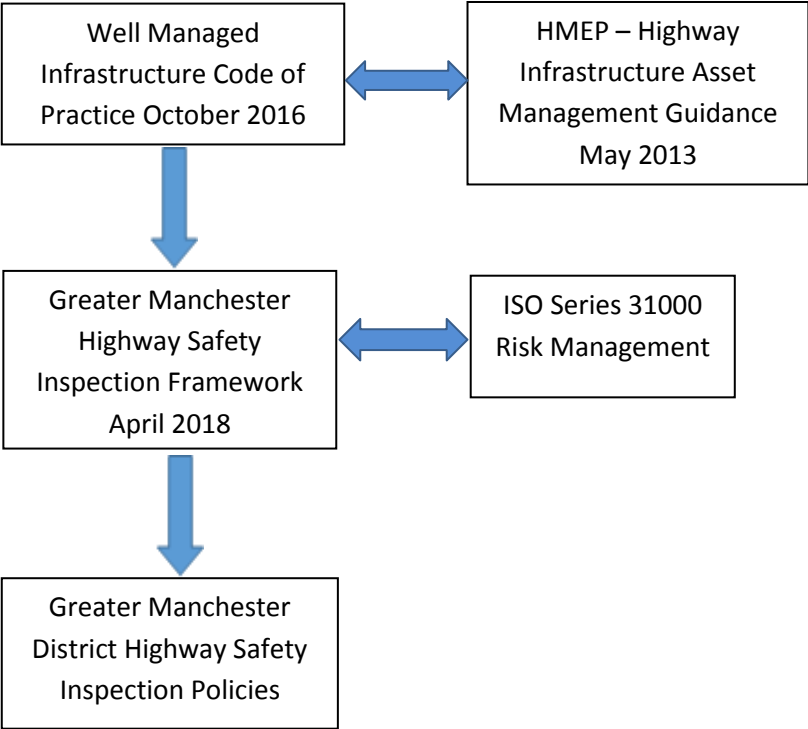 Well Managed
Infrastructure Code of
Practice October 2016
HMEP – Highway
Infrastructure Asset
Management Guidance
May 2013
Greater Manchester
Highway Safety
Inspection Framework
April 2018
ISO Series 31000
Risk Management
Greater Manchester
District Highway Safety
Inspection Policies